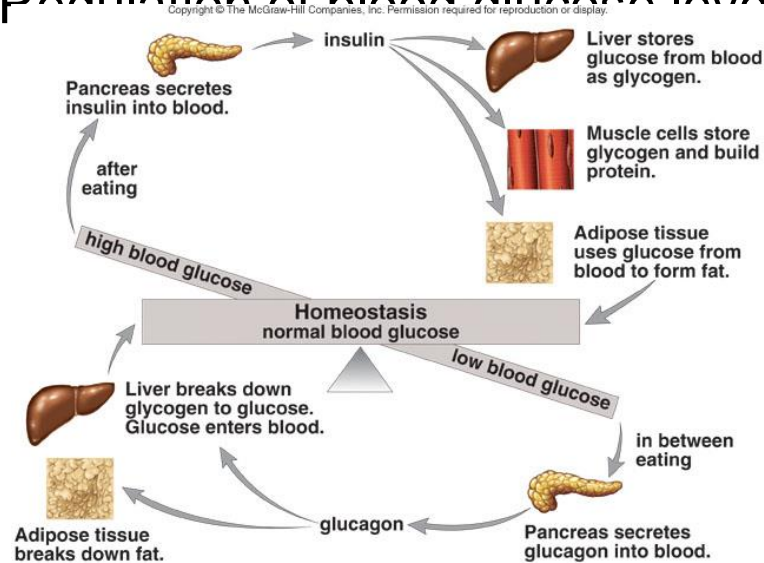 Copyright © The McGraw-Hill Companies, Inc. Permission required for reproduction or display.
insulin
Liver stores
glucose from blood
as glycogen.
Pancreas secretes
insulin into blood.
Muscle cells store
glycogen and build
protein.
after
eating
Adipose tissue
uses glucose from
blood to form fat.
high blood glucose
Homeostasis
normal blood glucose
low blood glucose
Liver breaks down
glycogen to glucose.
Glucose enters blood.
in between
eating
glucagon
Adipose tissue
breaks down fat.
Pancreas secretes
glucagon into blood.